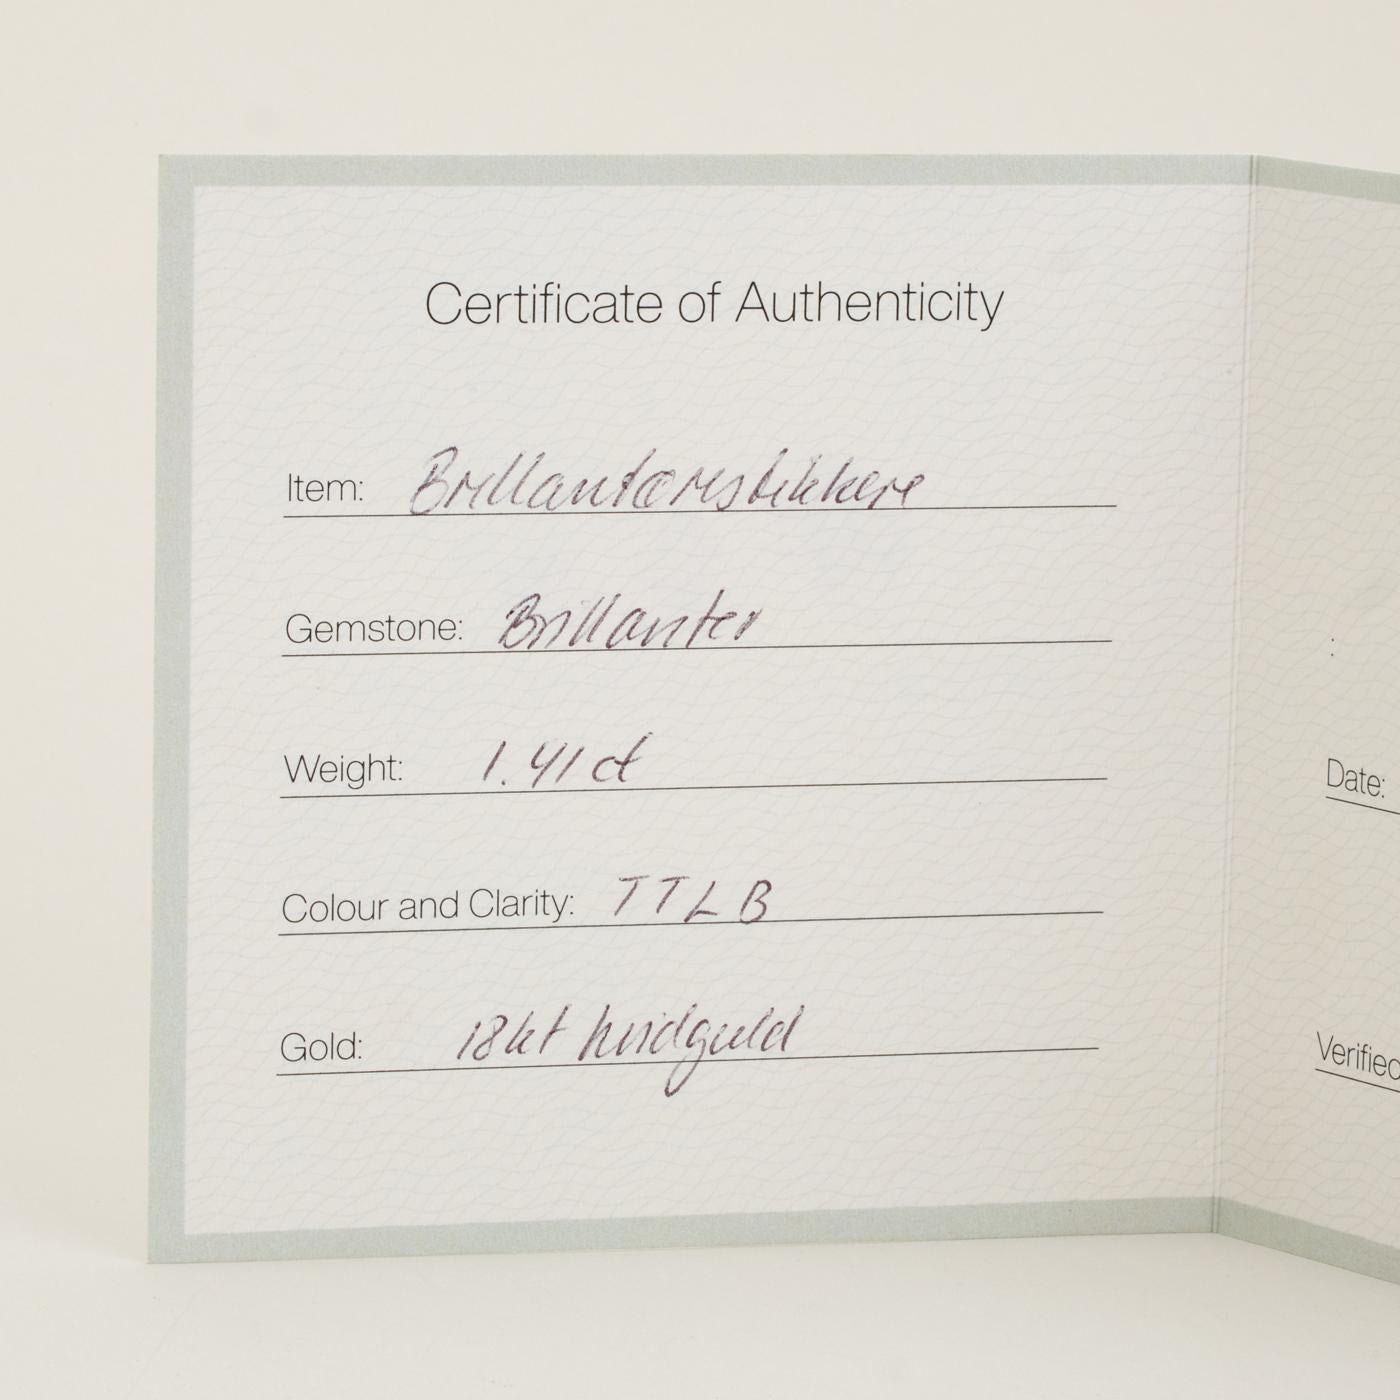 Certificate of Authenticity
Item: Brillantørestikkere
Gemstone: Brillanter
Weight: 1.41 ct
Colour and Clarity: TTLB
Gold: 18kt hvidguld
Date:
Verified